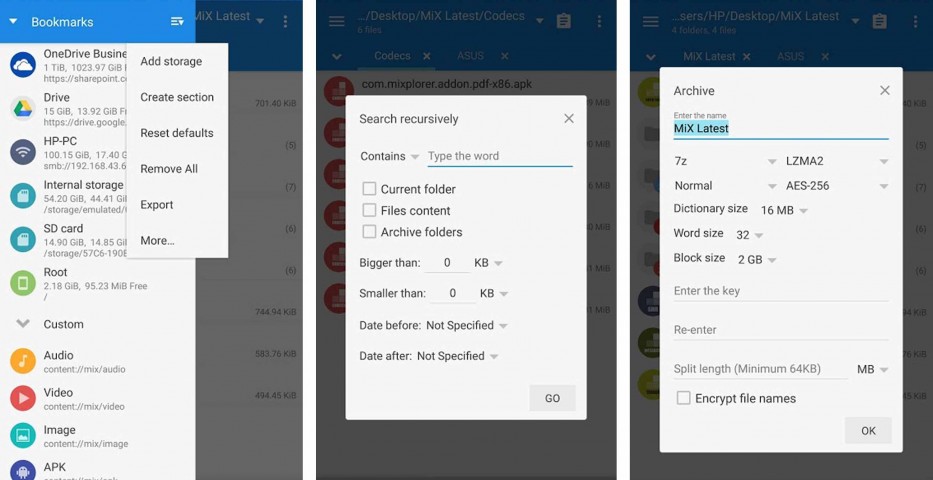 Bookmarks
MiX Latest
OneDrive Busine
1 TiB, 1023.97 GiB
https://sharepoint.c
Drive
15 GiB, 13.92 GiB Fr
https://drive.google.
HP-PC
100.15 GiB, 17.40 G
smb://192.168.43.6
Internal storage
54.20 GiB, 44.41 Gi
/storage/emulated/
SD card
14.90 GiB, 14.85 Gi
/storage/57C6-190E
Root
2.18 GiB, 95.23 MiB Free
/
Custom
Audio
content://mix/audio
Video
content://mix/video
Image
content://mix/image
APK
Add storage
Create section
Reset defaults
Remove All
Export
More...
701.40 KiB
(5)
(7)
(6)
(6)
744.94 KiB
583.76 KiB
494.45 KiB
.../Desktop/MiX Latest/Codecs
6 files
Codecs
ASUS
com.mixplorer.addon.pdf-x86.apk
Search recursively
Contains
Type the word
Current folder
Files content
Archive folders
Bigger than: 0 KB
Smaller than: 0 KB
Date before: Not Specified
Date after: Not Specified
GO
...sers/HP/Desktop/MiX Latest
4 folders, 4 files
MiX Latest
ASUS
Archive
Enter the name
MiX Latest
7z LZMA2
Normal AES-256
Dictionary size 16 MB
Word size 32
Block size 2 GB
Enter the key
Re-enter
Split length (Minimum 64KB) MB
Encrypt file names
OK